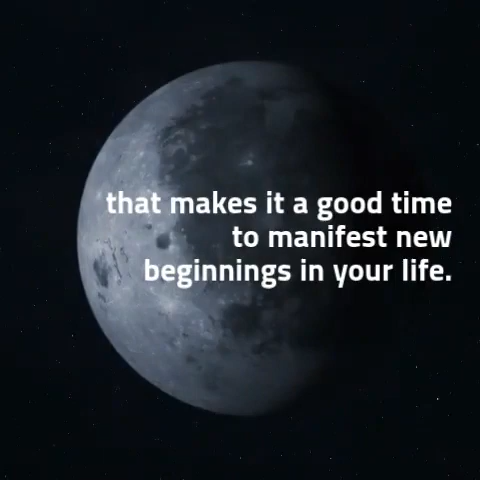 that makes it a good time
to manifest new
beginnings in your life.